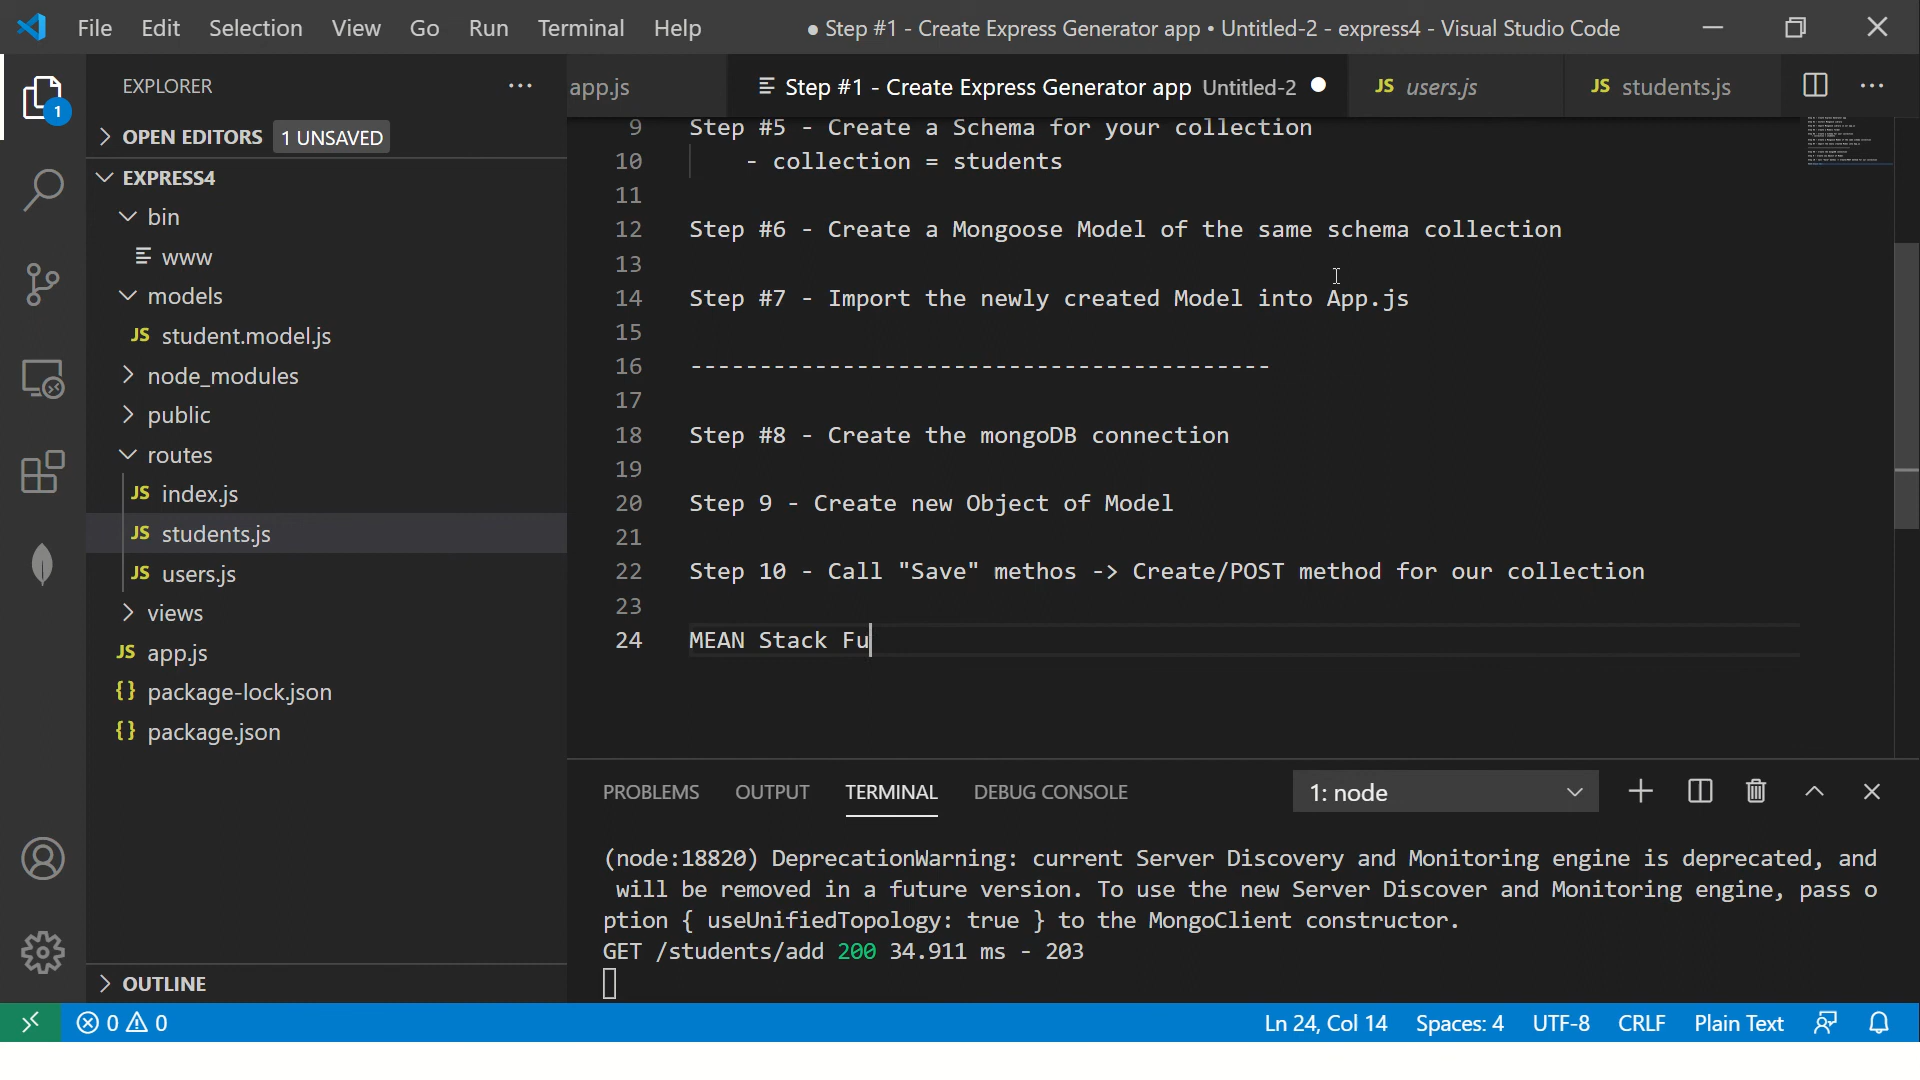 File Edit Selection View Go Run Terminal Help ● Step #1 - Create Express Generator app • Untitled-2 - express4 - Visual Studio Code
EXPLORER ···
app.js Step #1 - Create Express Generator app Untitled-2 JS users.js JS students.js ···
1
OPEN EDITORS 1 UNSAVED
EXPRESS4
bin
www
models
JS student.model.js
node_modules
public
routes
JS index.js
JS students.js
JS users.js
views
JS app.js
{} package-lock.json
{} package.json
OUTLINE
9 Step #5 - Create a Schema for your collection
10 - collection = students
11
12 Step #6 - Create a Mongoose Model of the same schema collection
13
14 Step #7 - Import the newly created Model into App.js
15
16 ------------------------------------------
17
18 Step #8 - Create the mongoDB connection
19
20 Step 9 - Create new Object of Model
21
22 Step 10 - Call "Save" methos -> Create/POST method for our collection
23
24 MEAN Stack Fu
PROBLEMS OUTPUT TERMINAL DEBUG CONSOLE 1: node
(node:18820) DeprecationWarning: current Server Discovery and Monitoring engine is deprecated, and
will be removed in a future version. To use the new Server Discover and Monitoring engine, pass o
ption { useUnifiedTopology: true } to the MongoClient constructor.
GET /students/add 200 34.911 ms - 203
0 0 Ln 24, Col 14 Spaces: 4 UTF-8 CRLF Plain Text